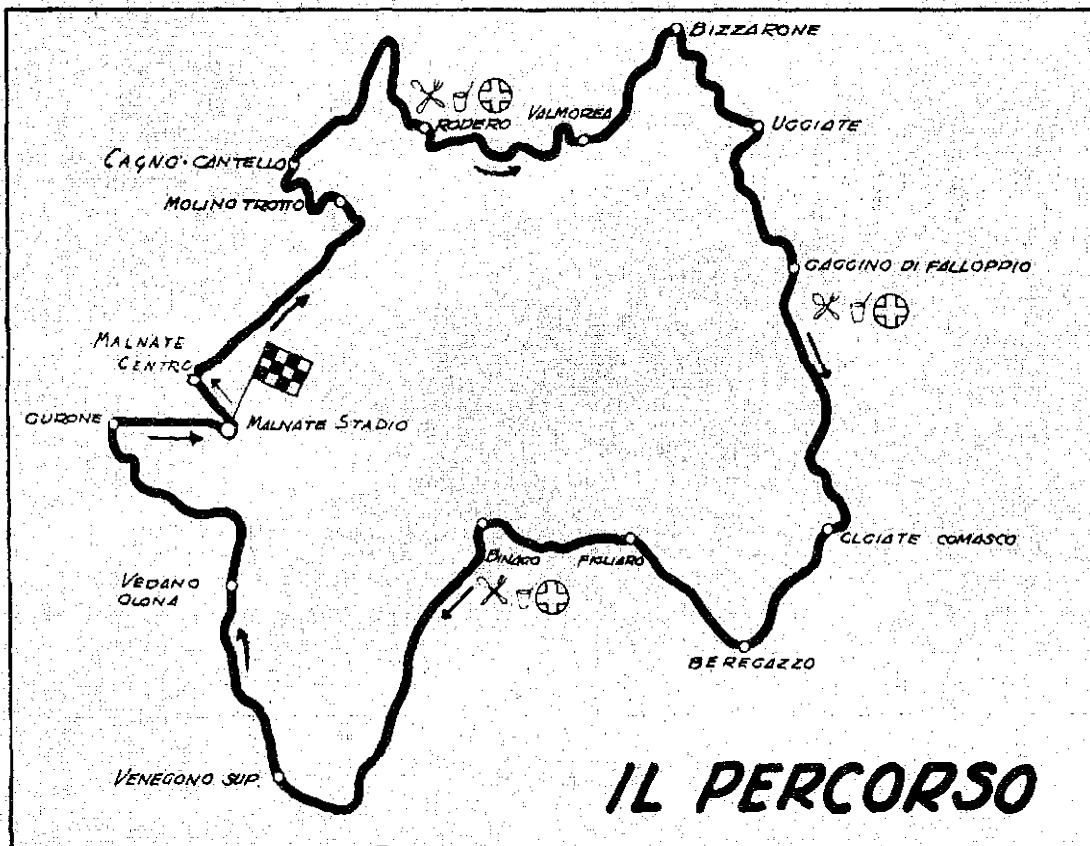 BIZZARONE
VALMOREA
RODERO
UGGIATE
CAGNO·CANTELLO
MOLINO TROTTO
GAGGINO DI FALLOPPIO
MALNATE
CENTRO
GURONE
MALNATE STADIO
OLGIATE COMASCO
BINAGO
FIGLIARO
VEDANO
OLONA
BEREGAZZO
VENEGONO SUP.
IL PERCORSO